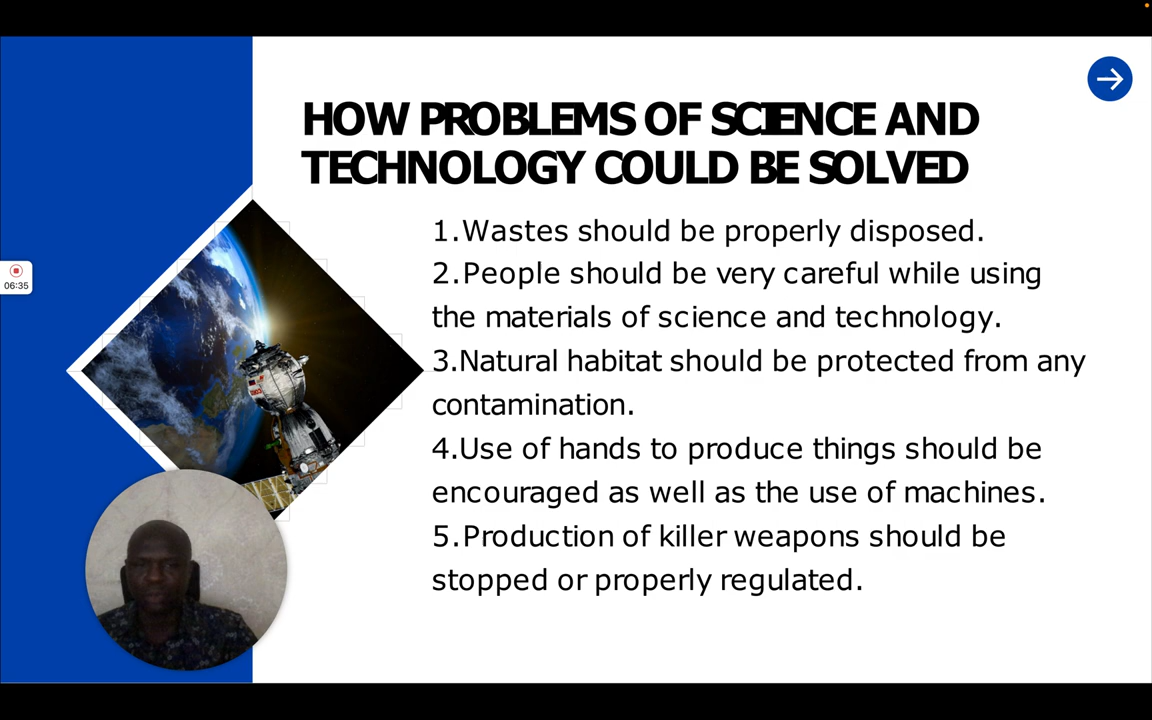 HOW PROBLEMS OF SCIENCE AND
TECHNOLOGY COULD BE SOLVED
1.Wastes should be properly disposed.
2.People should be very careful while using
the materials of science and technology.
3.Natural habitat should be protected from any
contamination.
4.Use of hands to produce things should be
encouraged as well as the use of machines.
5.Production of killer weapons should be
stopped or properly regulated.
06:35